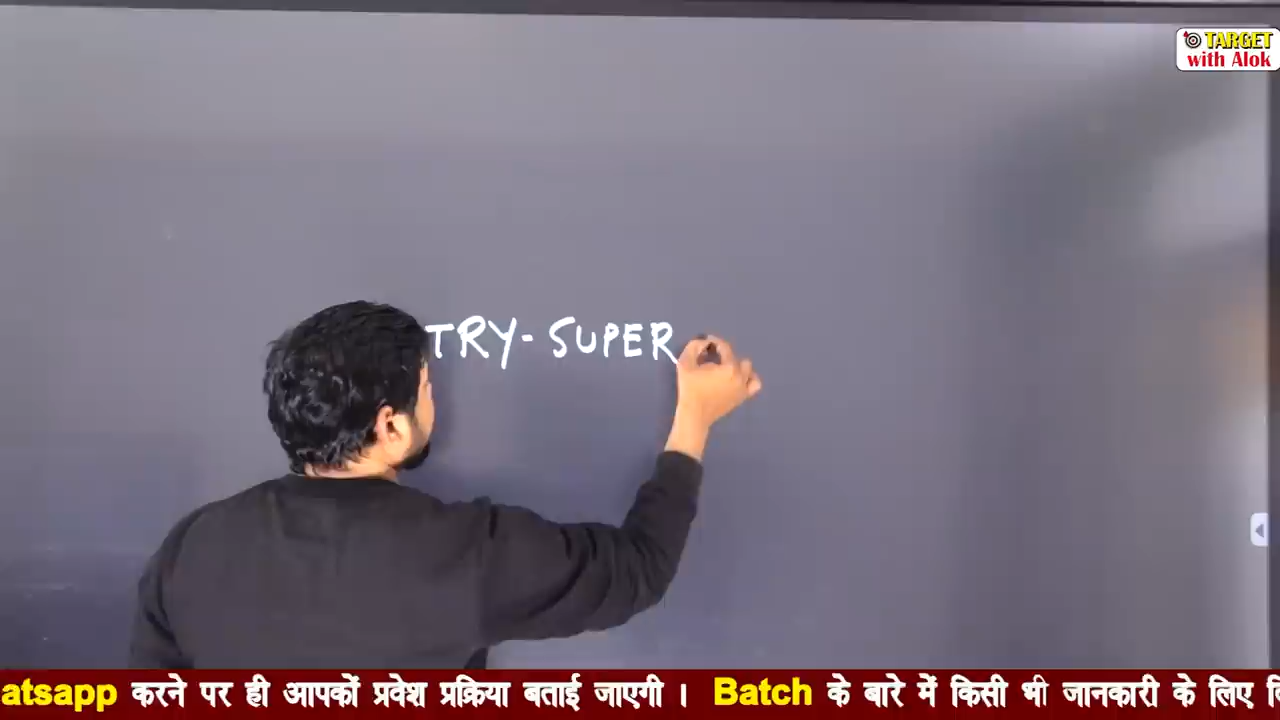 TARGET
with Alok
TRY-SUPER
atsapp करने पर ही आपकों प्रवेश प्रक्रिया बताई जाएगी । Batch के बारे में किसी भी जानकारी के लिए